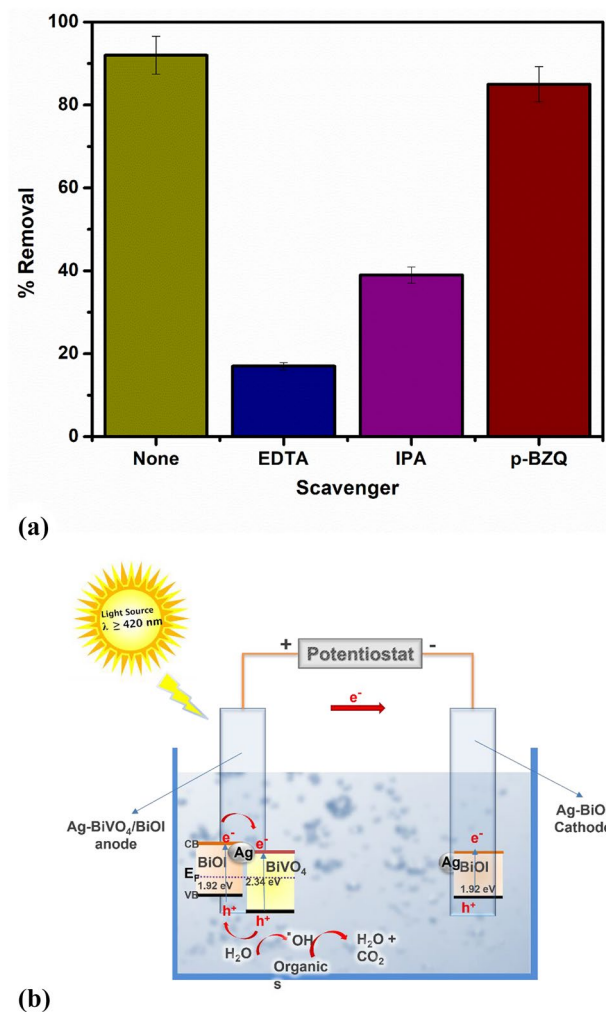 100
80
60
40
20
0
% Removal
None EDTA IPA p-BZQ
Scavenger
(a)
Light Source
λ ≥ 420 nm
+ Potentiostat -
e⁻
Ag-BiVO₄/BiOI
anode
Ag-BiO
Cathode
CB e⁻ Ag e⁻
BiOI BiVO₄
E_F 1.92 eV 2.34 eV
VB
h⁺ h⁺
e⁻
Ag BiOI
1.92 eV
h⁺
H₂O •OH H₂O +
CO₂
Organic
s
(b)